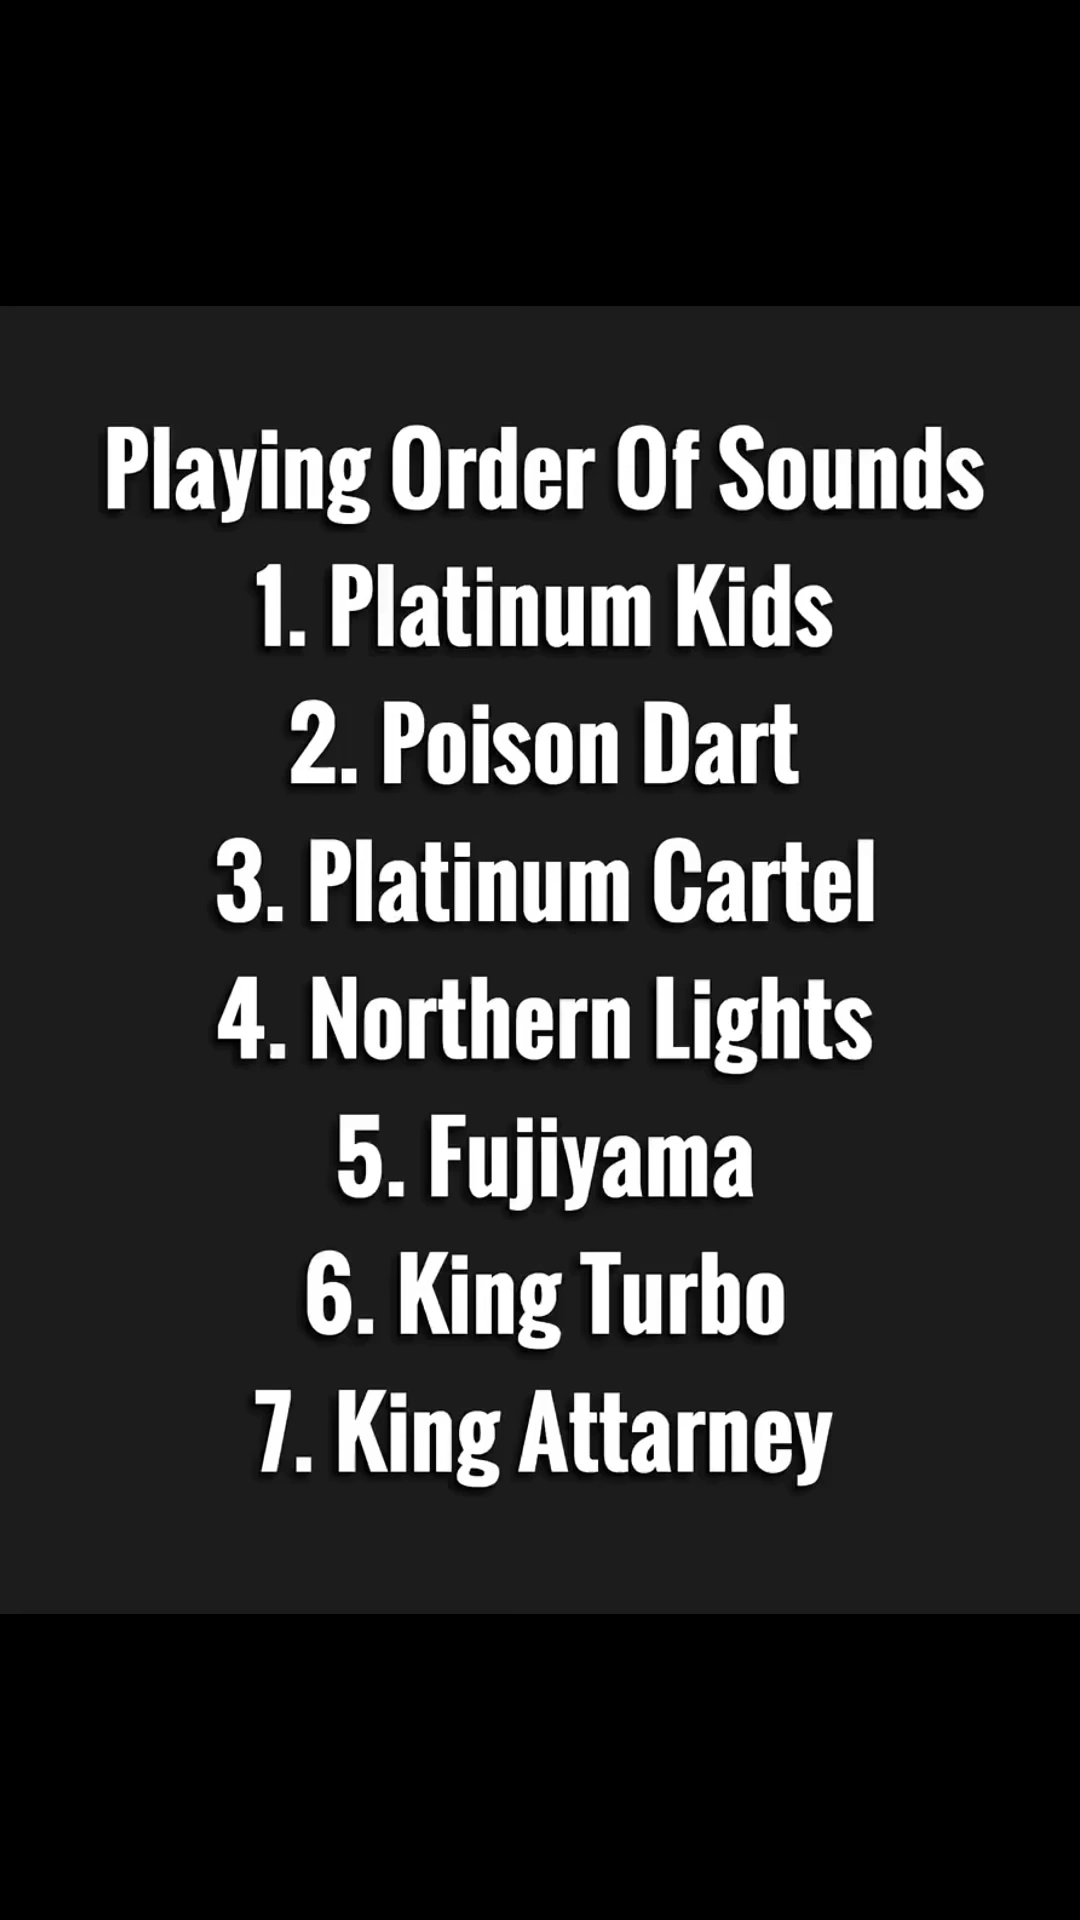 Playing Order Of Sounds
1. Platinum Kids
2. Poison Dart
3. Platinum Cartel
4. Northern Lights
5. Fujiyama
6. King Turbo
7. King Attarney